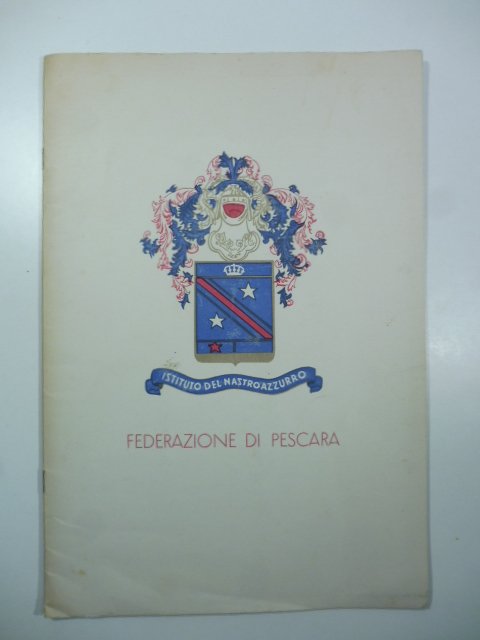 ISTITUTO DEL NASTRO AZZURRO
FEDERAZIONE DI PESCARA